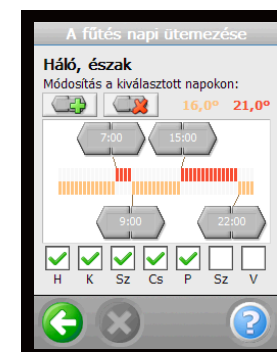 A fűtés napi ütemezése
Háló, észak
Módosítás a kiválasztott napokon:
16,0° 21,0°
7:00 15:00
9:00 22:00
H K Sz Cs P Sz V